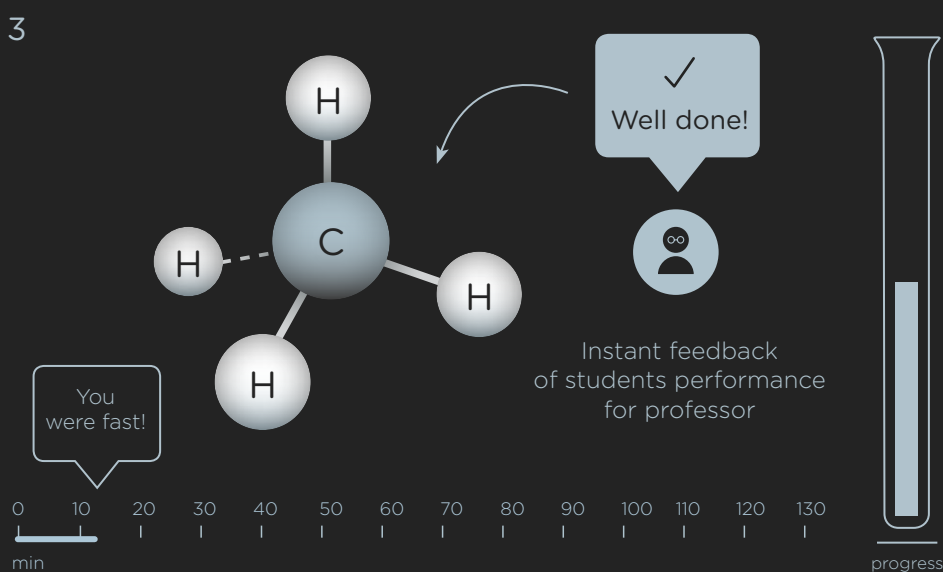 3
H
C
H
H
H
Well done!
Instant feedback
of students performance
for professor
You
were fast!
0 10 20 30 40 50 60 70 80 90 100 110 120 130
min
progress